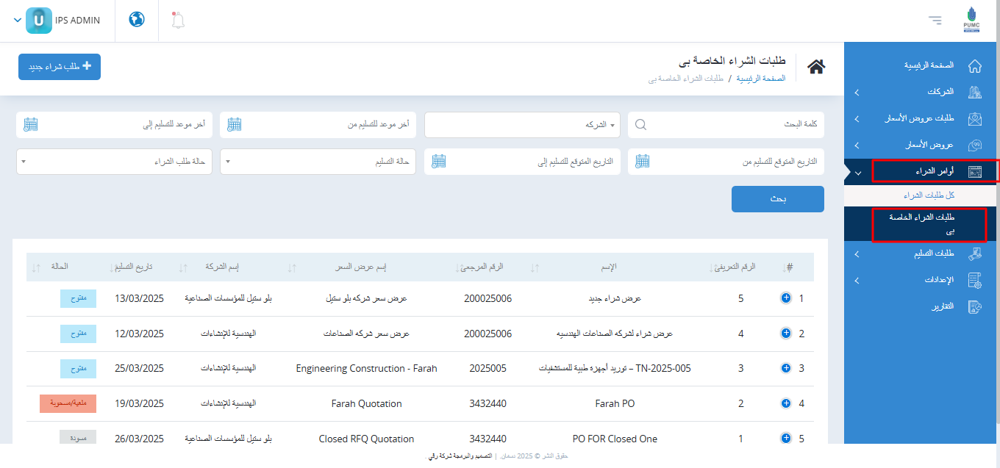 IPS ADMIN
PUMC
طلبات الشراء الخاصة بى
الصفحة الرئيسية / طلبات الشراء الخاصة بى
طلب شراء جديد
الصفحة الرئيسية
الشركات
طلبات عروض الأسعار
عروض الأسعار
أوامر الشراء
كل طلبات الشراء
طلبات الشراء الخاصة
بى
طلبات التسليم
الإعدادات
التقارير
كلمة البحث
الشركه
آخر موعد للتسليم من
آخر موعد للتسليم إلى
التاريخ المتوقع للتسليم من
التاريخ المتوقع للتسليم إلى
حالة التسليم
حالة طلب الشراء
بحث
# الرقم التعريفى الإسم الرقم المرجعى إسم عرض السعر إسم الشركة تاريخ التسليم الحالة
1 5 عرض شراء جديد 200025006 عرض سعر شركه بلو ستيل بلو ستيل للمؤسسات الصناعية 13/03/2025 مفتوح
2 4 عرض شراء لشركه الصناعات الهندسيه 200025006 عرض سعر شركه الصناعات الهندسية للإنشاءات 12/03/2025 مفتوح
3 3 TN-2025-005 – توريد أجهزة طبية للمستشفيات 2025005 Engineering Construction - Farah الهندسية للإنشاءات 25/03/2025 مفتوح
4 2 Farah PO 3432440 Farah Quotation الهندسية للإنشاءات 19/03/2025 ملغية/مسحوبة
5 1 PO FOR Closed One 3432440 Closed RFQ Quotation بلو ستيل للمؤسسات الصناعية 26/03/2025 مسودة
حقوق النشر © 2025 دسمان. | التصميم والبرمجة شركة رقي .